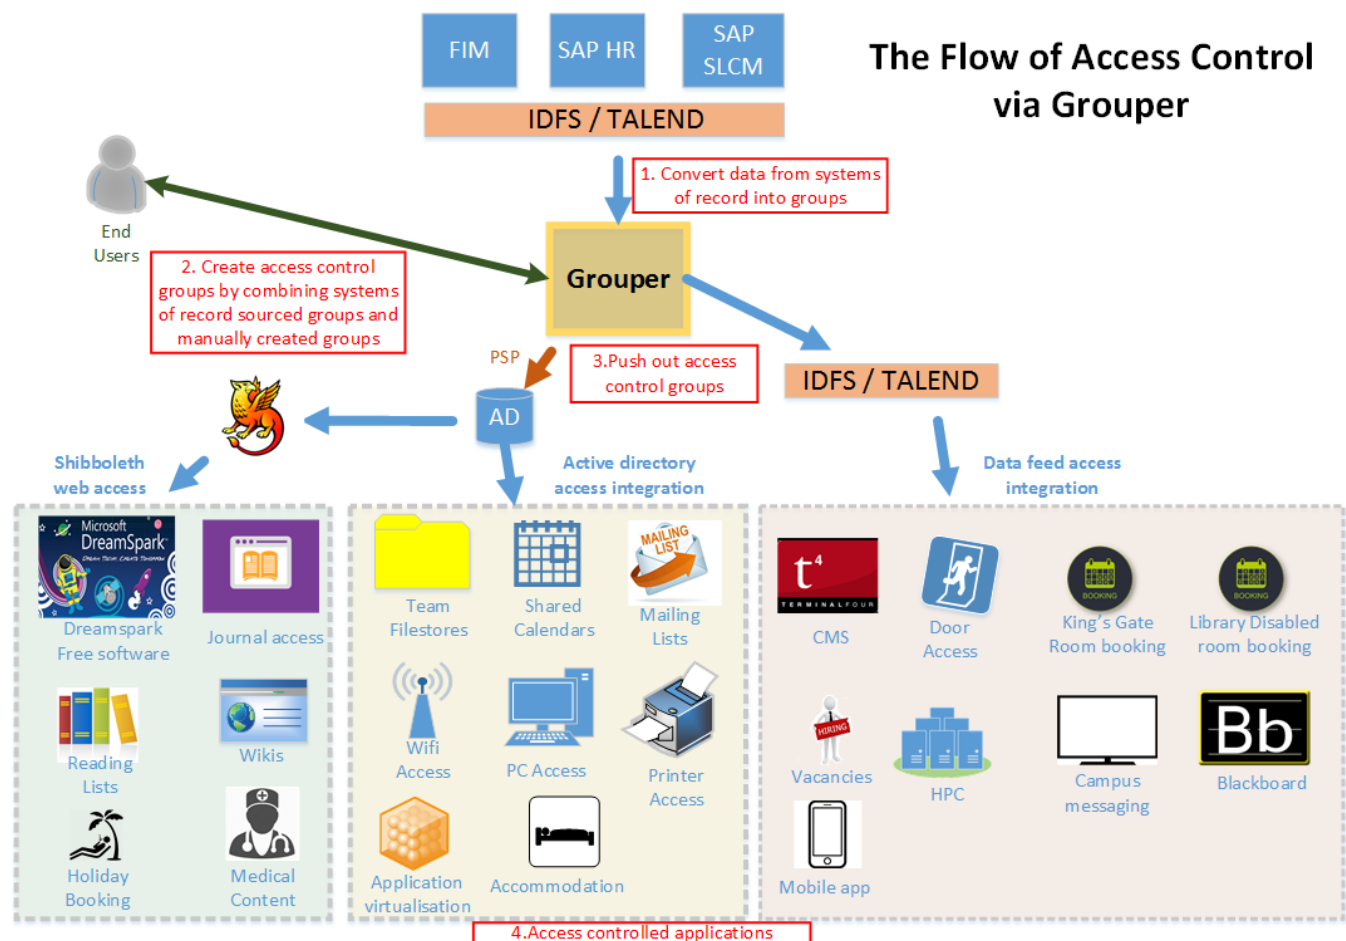 FIM
SAP HR
SAP
SLCM
The Flow of Access Control
via Grouper
IDFS / TALEND
1. Convert data from systems
of record into groups
End
Users
2. Create access control
groups by combining systems
of record sourced groups and
manually created groups
Grouper
PSP
3.Push out access
control groups
IDFS / TALEND
AD
Shibboleth
web access
Active directory
access integration
Data feed access
integration
Microsoft
DreamSpark
DREAM TECH: CREATE TOMORROW
Dreamspark
Free software
Journal access
Reading
Lists
Wikis
Holiday
Booking
Medical
Content
Team
Filestores
Shared
Calendars
MAILING
LIST
Mailing
Lists
Wifi
Access
PC Access
Printer
Access
Application
virtualisation
Accommodation
t4
TERMINALFOUR
CMS
Door
Access
BOOKING
King's Gate
Room booking
BOOKING
Library Disabled
room booking
HIRING
Vacancies
HPC
Campus
messaging
Bb
Blackboard
Mobile app
4.Access controlled applications